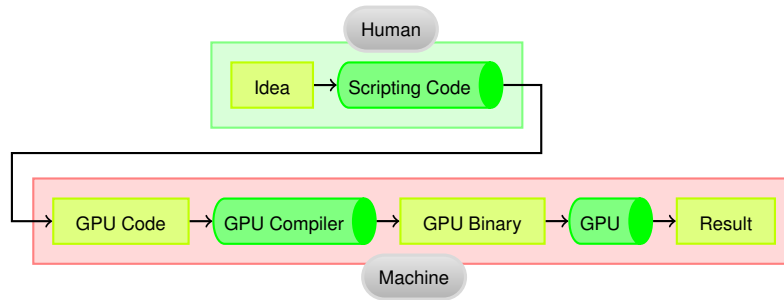 Human
Idea
Scripting Code
GPU Code
GPU Compiler
GPU Binary
GPU
Result
Machine